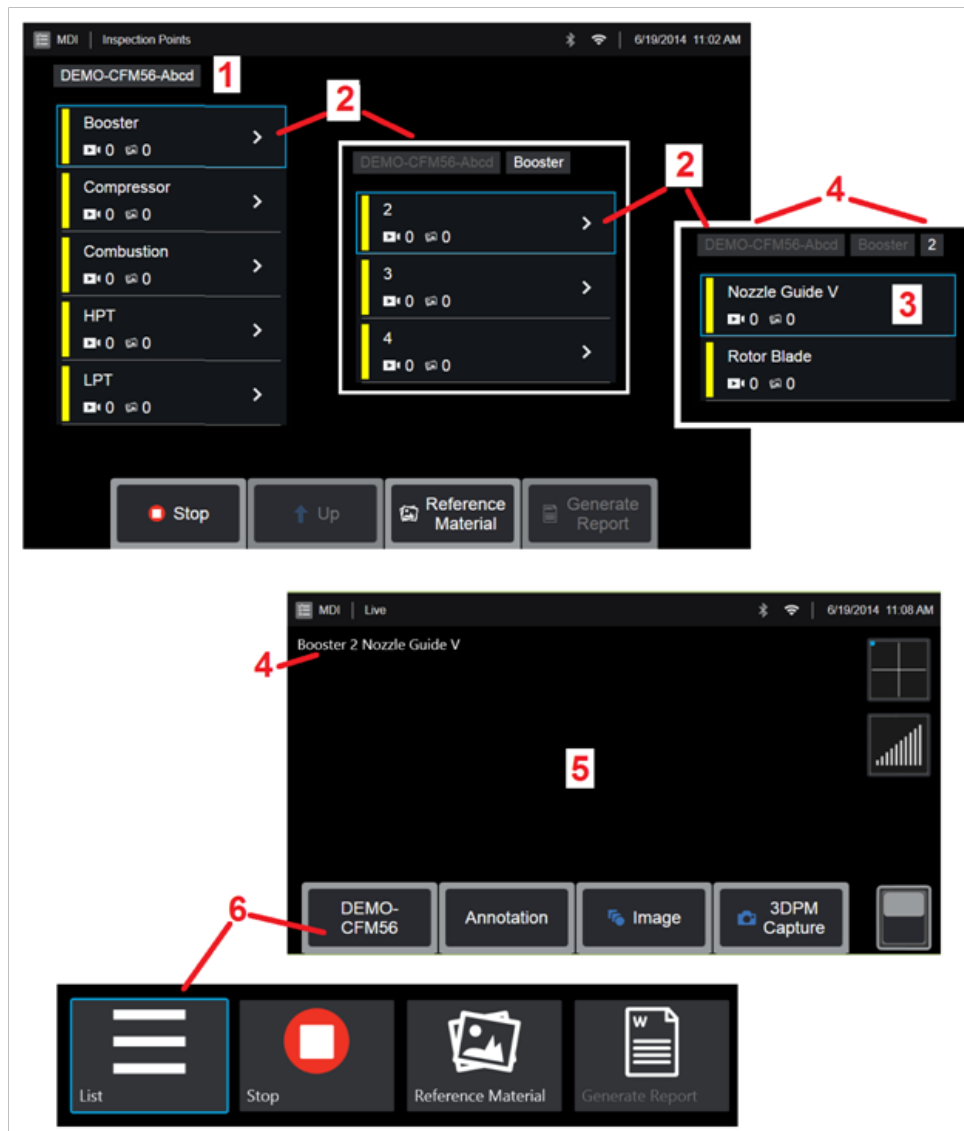 MDI | Inspection Points
6/19/2014 11:02 AM
DEMO-CFM56-Abcd
1
Booster
0 0
Compressor
0 0
Combustion
0 0
HPT
0 0
LPT
0 0
2
DEMO-CFM56-Abcd Booster
2
0 0
3
0 0
4
0 0
2
4
DEMO-CFM56-Abcd Booster 2
Nozzle Guide V
0 0
3
Rotor Blade
0 0
Stop
Up
Reference
Material
Generate
Report
MDI | Live
6/19/2014 11:08 AM
Booster 2 Nozzle Guide V
4
5
6
DEMO-
CFM56
Annotation
Image
3DPM
Capture
List
Stop
Reference Material
W
Generate Report